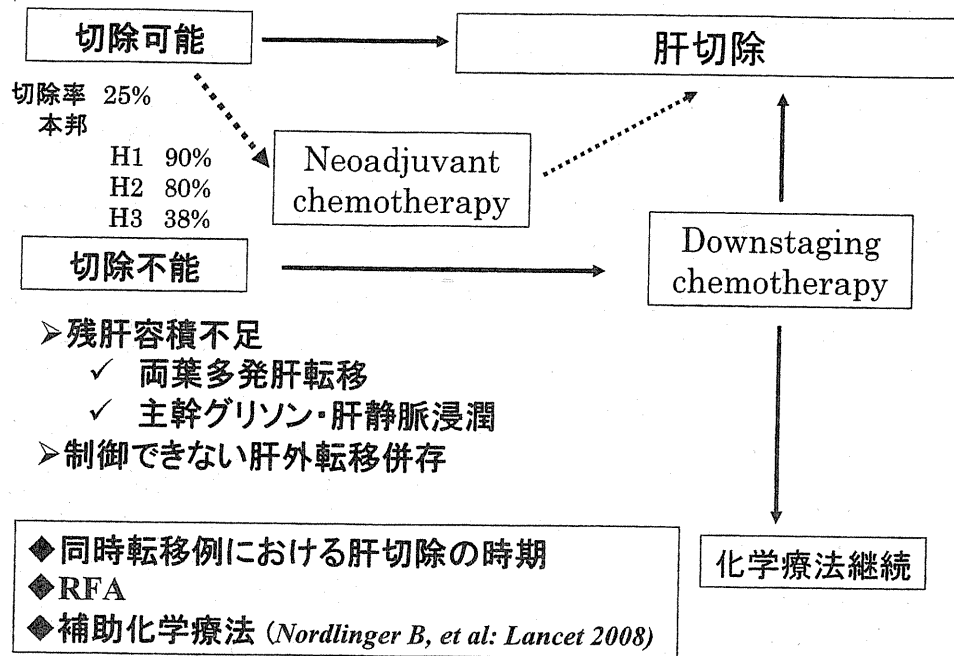 切除可能
肝切除
切除率 25%
本邦
H1 90%
H2 80%
H3 38%
Neoadjuvant
chemotherapy
切除不能
Downstaging
chemotherapy
➢残肝容積不足
✓ 両葉多発肝転移
✓ 主幹グリソン・肝静脈浸潤
➢制御できない肝外転移併存
◆同時転移例における肝切除の時期
◆RFA
◆補助化学療法 (Nordlinger B, et al: Lancet 2008)
化学療法継続